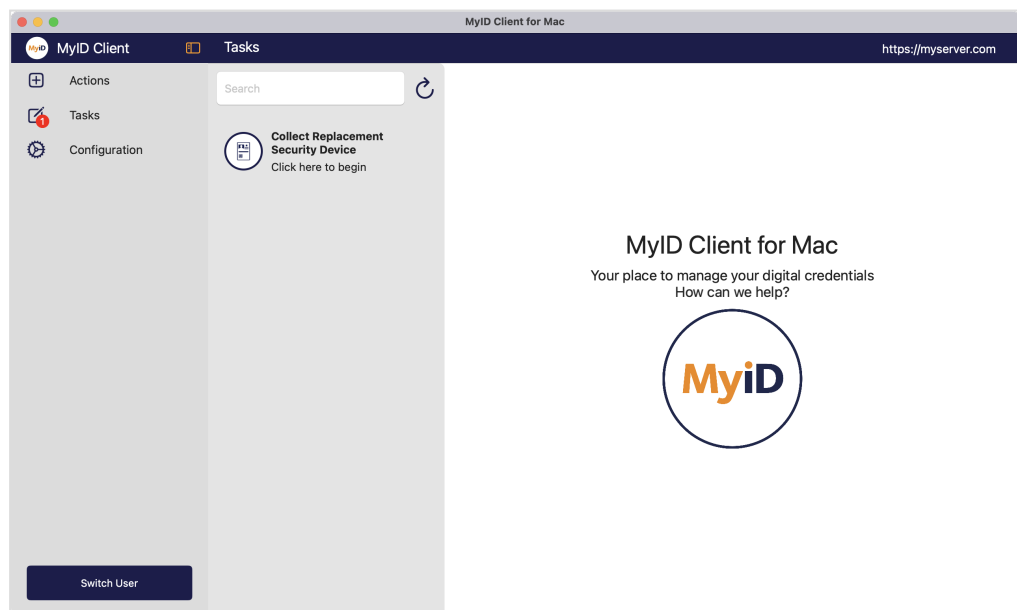 MyID Client for Mac
MyiD
MyID Client
Tasks
https://myserver.com
Actions
Tasks
1
Configuration
Search
Collect Replacement
Security Device
Click here to begin
MyID Client for Mac
Your place to manage your digital credentials
How can we help?
MyiD
Switch User